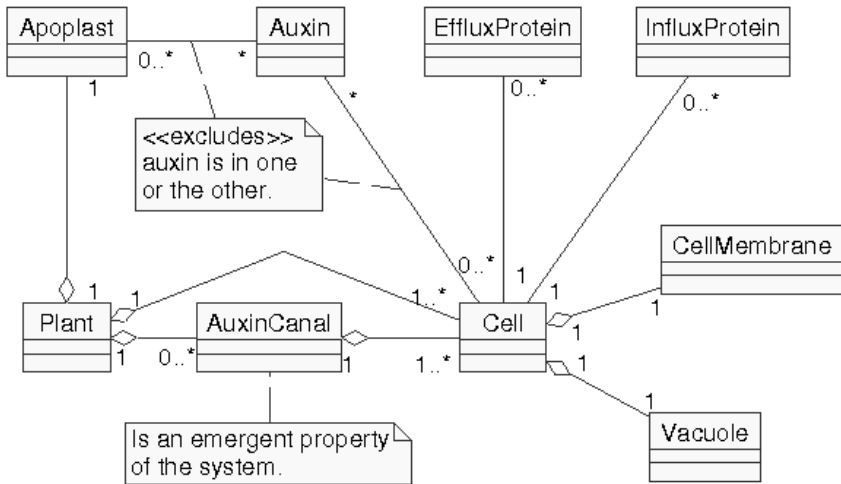 Apoplast
Auxin
EffluxProtein
InfluxProtein
0..*
*
1
*
0..*
0..*
<<excludes>>
auxin is in one
or the other.
CellMembrane
0..*
1
1
1
1
1..*
1
1
Plant
AuxinCanal
Cell
1
0..*
1
1..*
1
1
Vacuole
Is an emergent property
of the system.